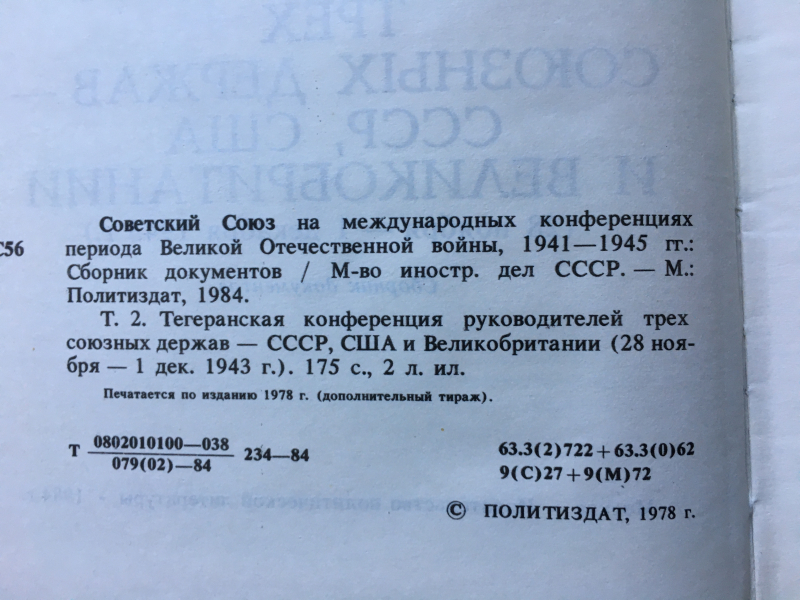 Советский Союз на международных конференциях
С56 периода Великой Отечественной войны, 1941—1945 гг.:
Сборник документов / М-во иностр. дел СССР. — М.:
Политиздат, 1984.
Т. 2. Тегеранская конференция руководителей трех
союзных держав — СССР, США и Великобритании (28 ноя-
бря — 1 дек. 1943 г.). 175 с., 2 л. ил.
Печатается по изданию 1978 г. (дополнительный тираж).
Т 0802010100—038 234—84
079(02)—84
63.3(2)722+63.3(0)62
9(С)27+9(М)72
© ПОЛИТИЗДАТ, 1978 г.